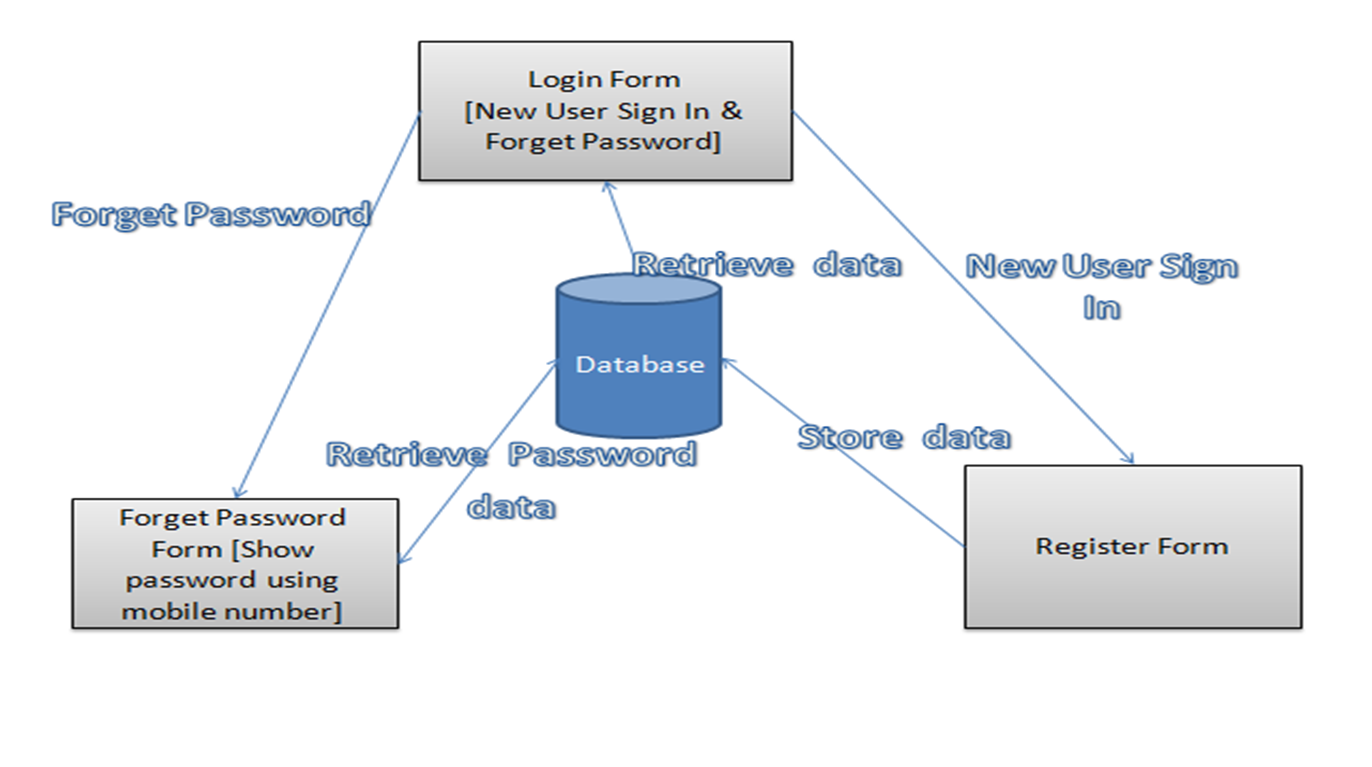 Login Form
[New User Sign In &
Forget Password]
Forget Password
Retrieve data
New User Sign
In
Database
Retrieve Password
data
Store data
Forget Password
Form [Show
password using
mobile number]
Register Form